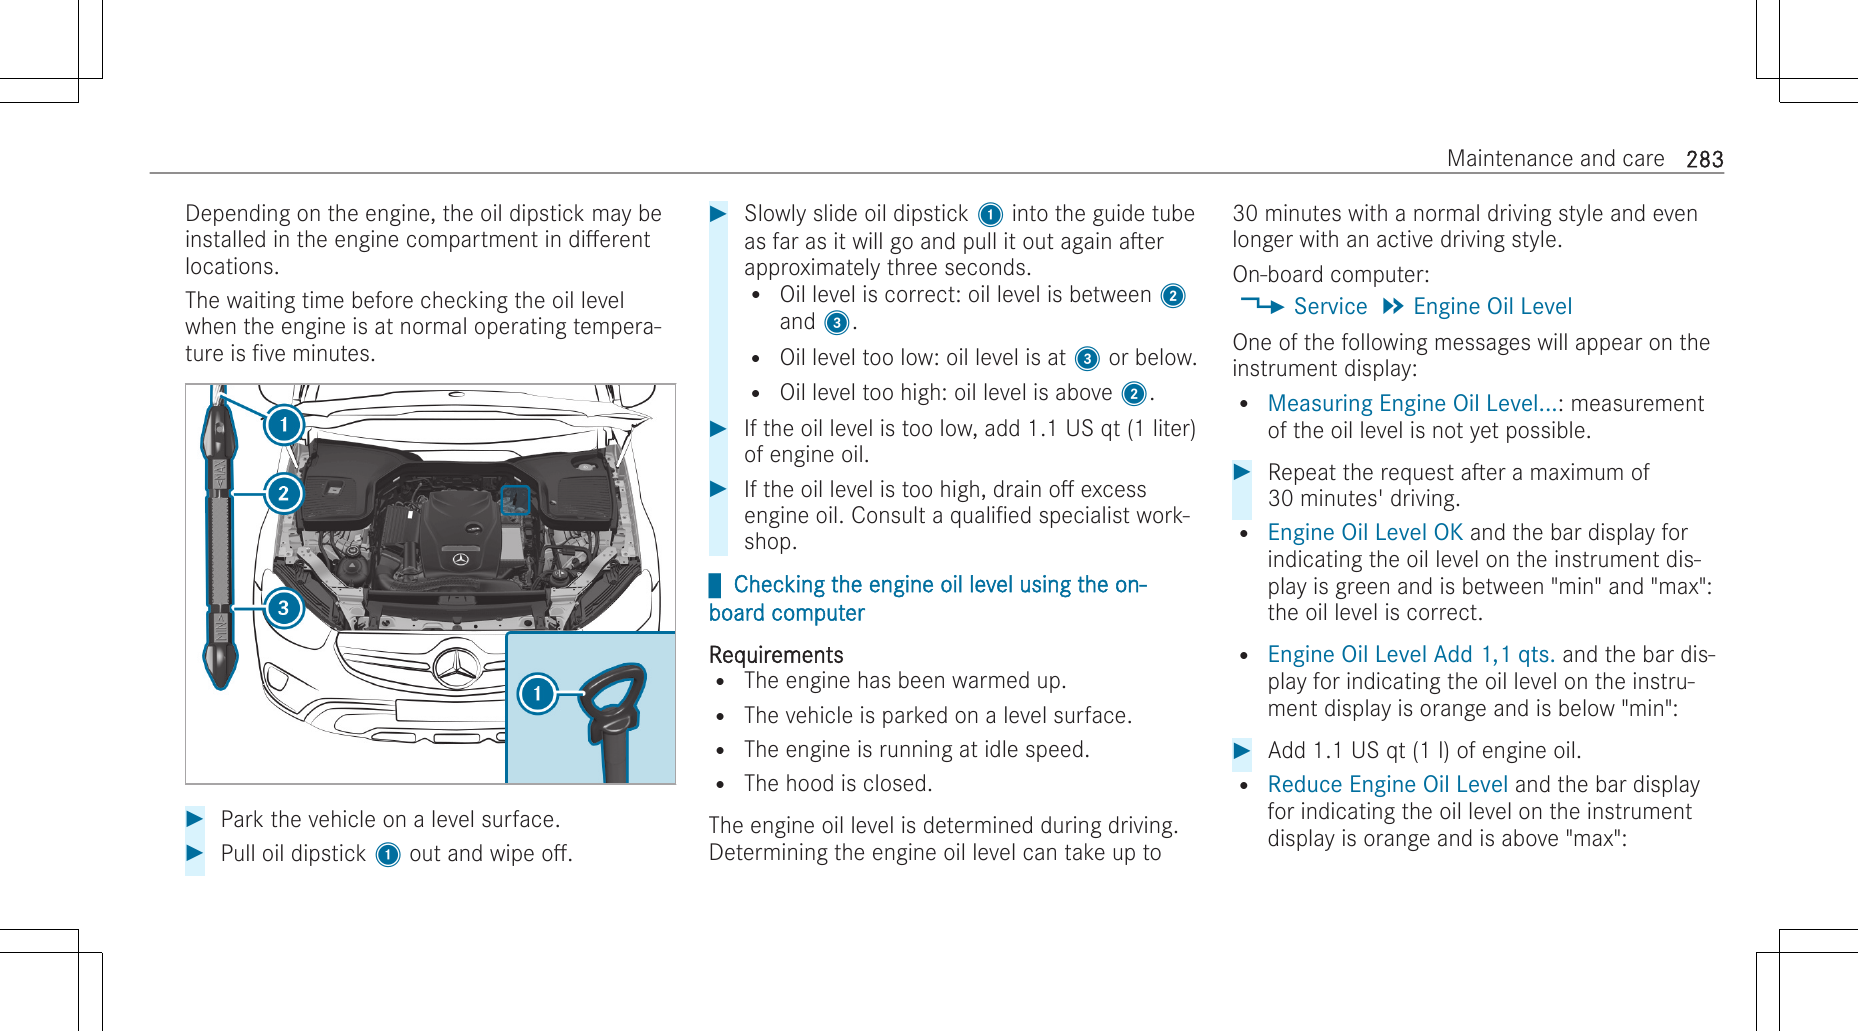 Maintenance and care 283
Depending on the engine, the oil dipstick may be
installed in the engine compartment in different
locations.
The waiting time before checking the oil level
when the engine is at normal operating tempera-
ture is five minutes.
1
MAX
2
3
MIN
1
Park the vehicle on a level surface.
Pull oil dipstick 1 out and wipe off.
Slowly slide oil dipstick 1 into the guide tube
as far as it will go and pull it out again after
approximately three seconds.
• Oil level is correct: oil level is between 2
and 3.
• Oil level too low: oil level is at 3 or below.
• Oil level too high: oil level is above 2.
If the oil level is too low, add 1.1 US qt (1 liter)
of engine oil.
If the oil level is too high, drain off excess
engine oil. Consult a qualified specialist work-
shop.
Checking the engine oil level using the on-
board computer
Requirements
• The engine has been warmed up.
• The vehicle is parked on a level surface.
• The engine is running at idle speed.
• The hood is closed.
The engine oil level is determined during driving.
Determining the engine oil level can take up to
30 minutes with a normal driving style and even
longer with an active driving style.
On-board computer:
Service Engine Oil Level
One of the following messages will appear on the
instrument display:
• Measuring Engine Oil Level...: measurement
of the oil level is not yet possible.
Repeat the request after a maximum of
30 minutes' driving.
• Engine Oil Level OK and the bar display for
indicating the oil level on the instrument dis-
play is green and is between "min" and "max":
the oil level is correct.
• Engine Oil Level Add 1,1 qts. and the bar dis-
play for indicating the oil level on the instru-
ment display is orange and is below "min":
Add 1.1 US qt (1 l) of engine oil.
• Reduce Engine Oil Level and the bar display
for indicating the oil level on the instrument
display is orange and is above "max":